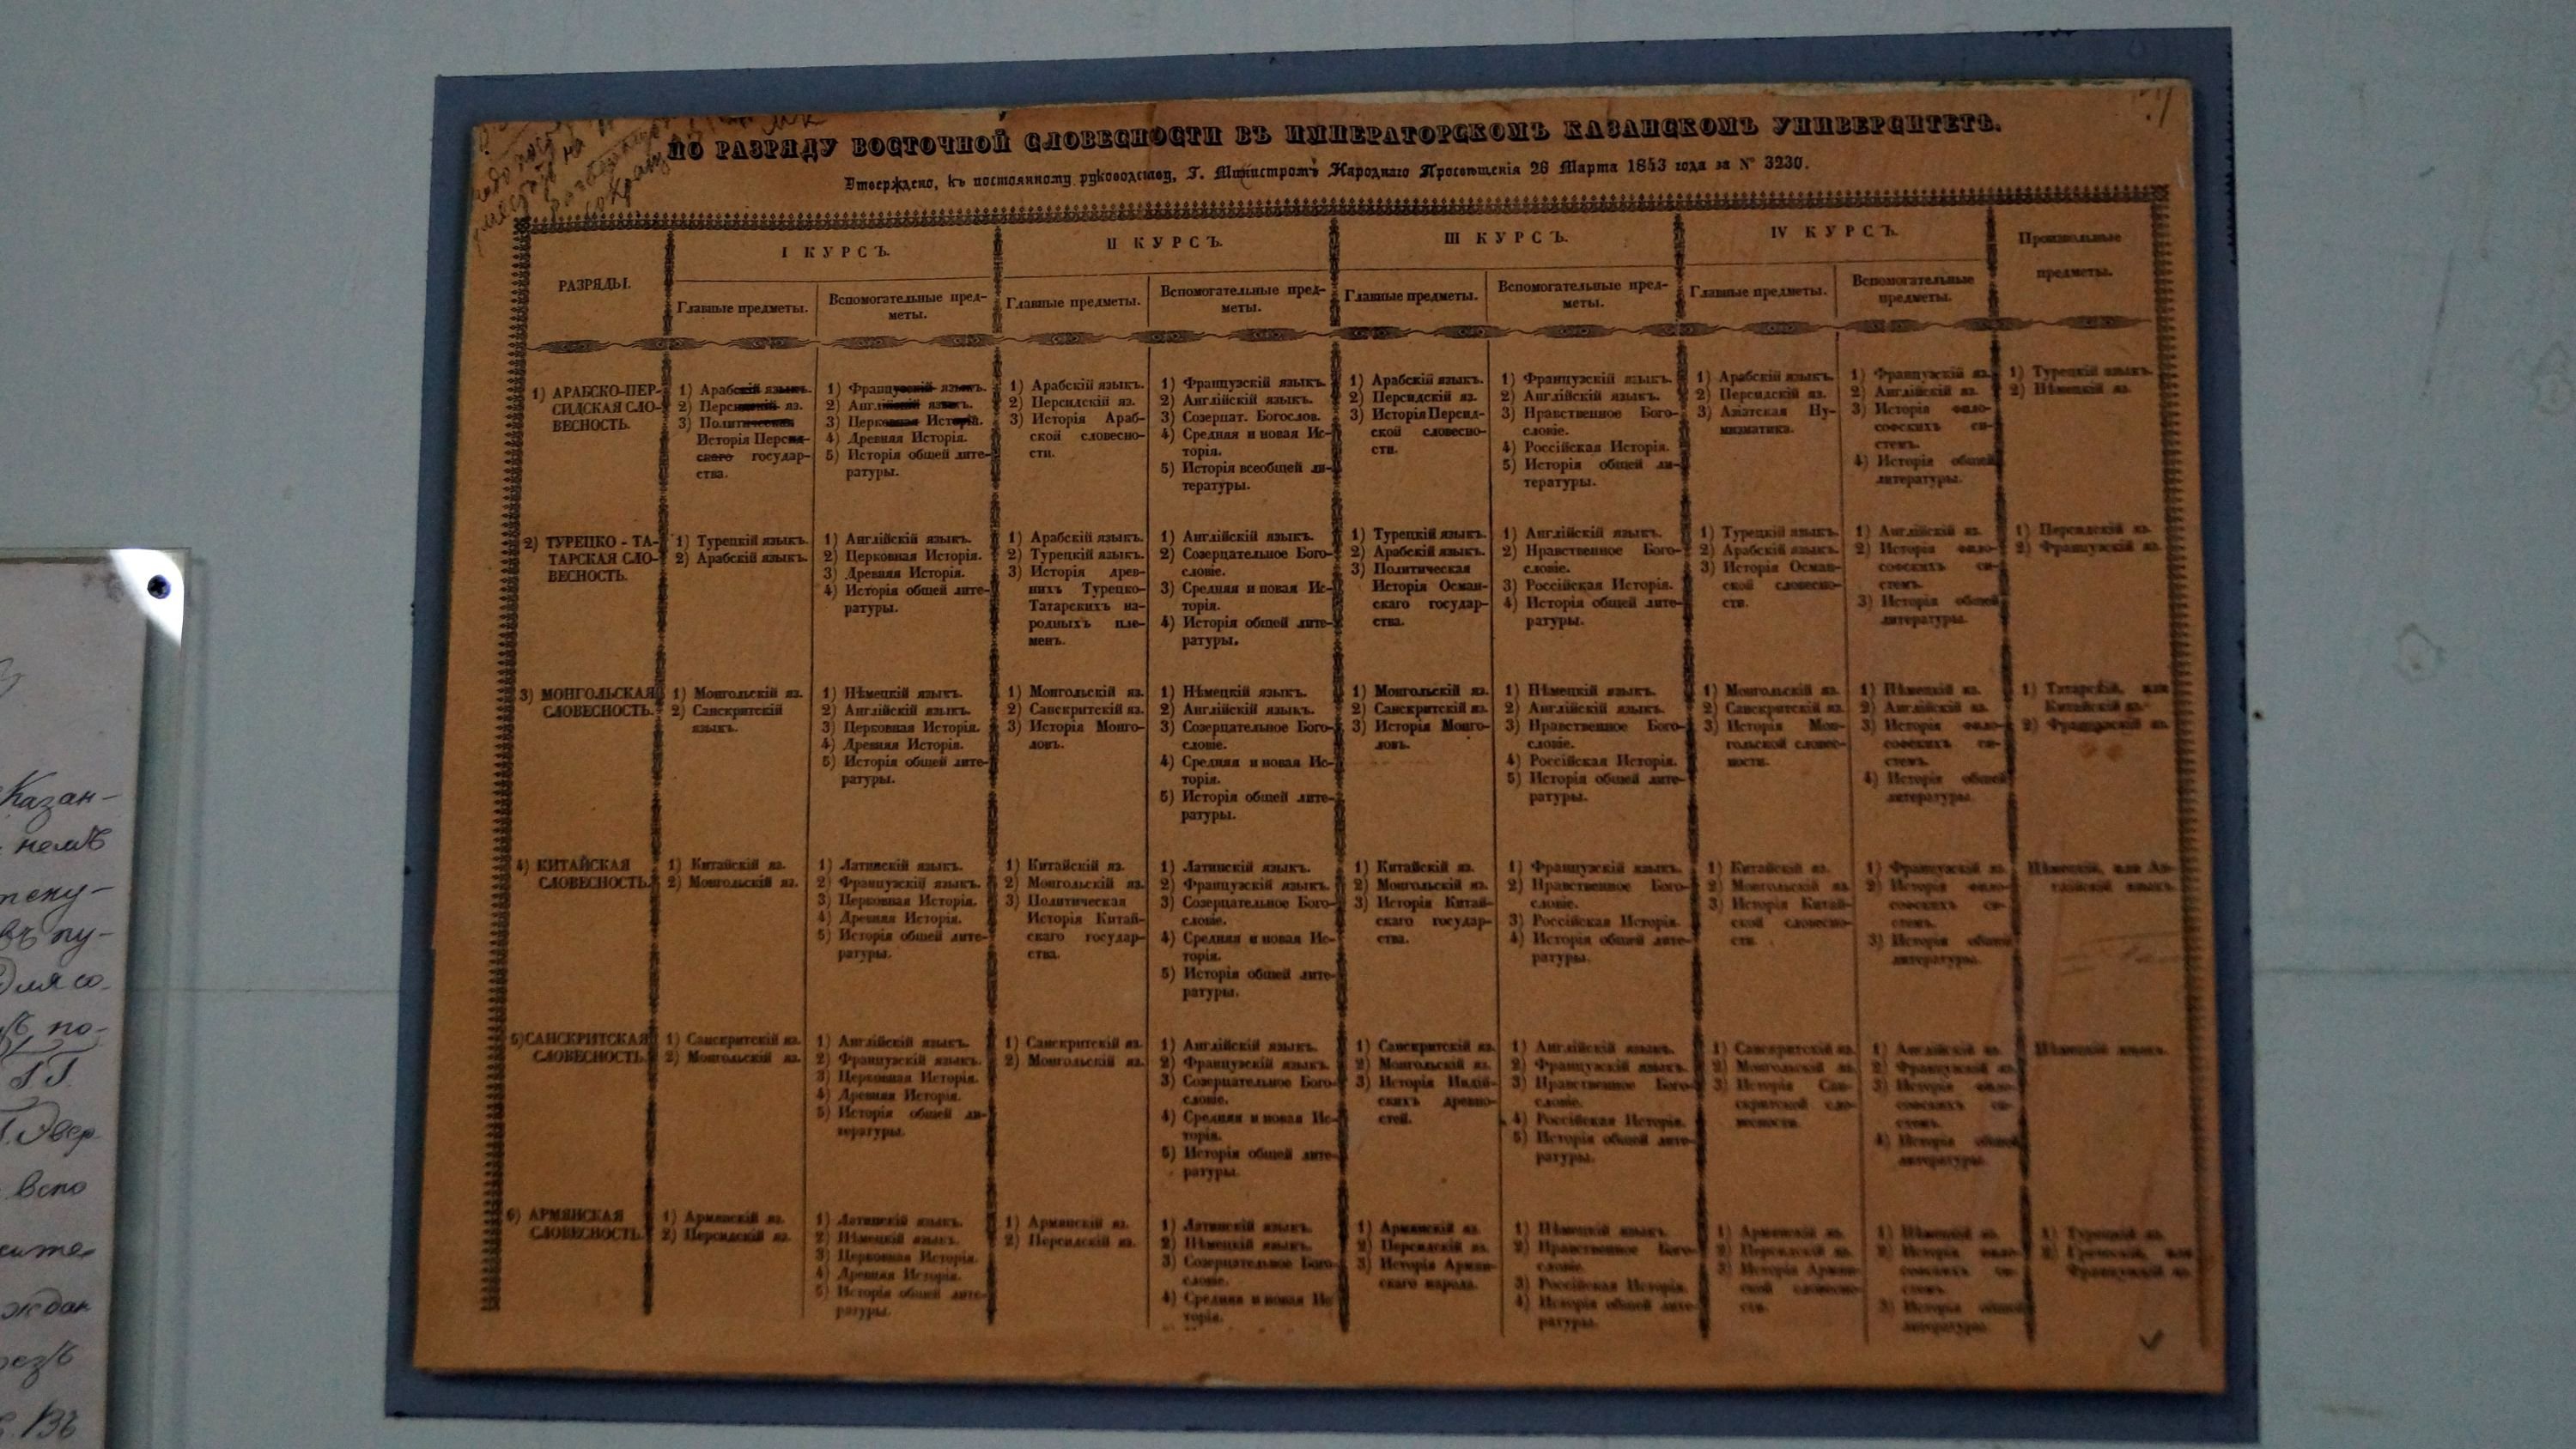 ПО РАЗРЯДУ ВОСТОЧНОЙ СЛОВЕСНОСТИ ВЪ ИМПЕРАТОРСКОМЪ КАЗАНСКОМЪ УНИВЕРСИТЕТѢ.
Утверждено, къ постоянному руководству, Г. Министромъ Народнаго Просвѣщенія 26 Марта 1843 года за № 3230.
РАЗРЯДЫ.
I КУРСЪ.
II КУРСЪ.
III КУРСЪ.
IV КУРСЪ.
Произвольные
предметы.
Главные предметы.
Вспомогательные пред-
меты.
Главные предметы.
Вспомогательные пред-
меты.
Главные предметы.
Вспомогательные пред-
меты.
Главные предметы.
Вспомогательные
предметы.
1) АРАБСКО-ПЕР-
СИДСКАЯ СЛО-
ВЕСНОСТЬ.
1) Арабскій языкъ.
2) Персидскій яз.
3) Политическая
Исторія Персид-
скаго государ-
ства.
1) Французскій языкъ.
2) Англійскій языкъ.
3) Церковная Исторія.
4) Древняя Исторія.
5) Исторія общей лите-
ратуры.
1) Арабскій языкъ.
2) Персидскій яз.
3) Исторія Араб-
ской словесно-
сти.
1) Французскій языкъ.
2) Англійскій языкъ.
3) Созерцат. Богослов.
4) Средняя и новая Ис-
торія.
5) Исторія всеобщей ли-
тературы.
1) Арабскій языкъ.
2) Персидскій яз.
3) Исторія Персид-
ской словесно-
сти.
1) Французскій языкъ.
2) Англійскій языкъ.
3) Нравственное Бого-
словіе.
4) Россійская Исторія.
5) Исторія общей ли-
тературы.
1) Арабскій языкъ.
2) Персидскій яз.
3) Азіатская Ну-
мизматика.
1) Французскій яз.
2) Англійскій яз.
3) Исторія фило-
софскихъ си-
стемъ.
4) Исторія общей
литературы.
1) Турецкій языкъ.
2) Нѣмецкій яз.
2) ТУРЕЦКО - ТА-
ТАРСКАЯ СЛО-
ВЕСНОСТЬ.
1) Турецкій языкъ.
2) Арабскій языкъ.
1) Англійскій языкъ.
2) Церковная Исторія.
3) Древняя Исторія.
4) Исторія общей лите-
ратуры.
1) Арабскій языкъ.
2) Турецкій языкъ.
3) Исторія древ-
нихъ Турецко-
Татарскихъ на-
родныхъ пле-
менъ.
1) Англійскій языкъ.
2) Созерцательное Бого-
словіе.
3) Средняя и новая Ис-
торія.
4) Исторія общей лите-
ратуры.
1) Турецкій языкъ.
2) Арабскій языкъ.
3) Политическая
Исторія Осман-
скаго государ-
ства.
1) Англійскій языкъ.
2) Нравственное Бого-
словіе.
3) Россійская Исторія.
4) Исторія общей лите-
ратуры.
1) Турецкій языкъ.
2) Арабскій языкъ.
3) Исторія Осман-
ской словесно-
сти.
1) Англійскій яз.
2) Исторія фило-
софскихъ си-
стемъ.
3) Исторія общей
литературы.
1) Персидскій яз.
2) Французскій яз.
3) МОНГОЛЬСКАЯ
СЛОВЕСНОСТЬ.
1) Монгольскій яз.
2) Санскритскій
языкъ.
1) Нѣмецкій языкъ.
2) Англійскій языкъ.
3) Церковная Исторія.
4) Древняя Исторія.
5) Исторія общей лите-
ратуры.
1) Монгольскій яз.
2) Санскритскій яз.
3) Исторія Монго-
ловъ.
1) Нѣмецкій языкъ.
2) Англійскій языкъ.
3) Созерцательное Бого-
словіе.
4) Средняя и новая Ис-
торія.
5) Исторія общей лите-
ратуры.
1) Монгольскій яз.
2) Санскритскій яз.
3) Исторія Монго-
ловъ.
1) Нѣмецкій языкъ.
2) Англійскій языкъ.
3) Нравственное Бого-
словіе.
4) Россійская Исторія.
5) Исторія общей лите-
ратуры.
1) Монгольскій яз.
2) Санскритскій яз.
3) Исторія Мон-
гольской словес-
ности.
1) Нѣмецкій яз.
2) Англійскій яз.
3) Исторія фило-
софскихъ си-
стемъ.
4) Исторія общей
литературы.
1) Татарскій, или
Китайскій яз.
2) Французскій яз.
4) КИТАЙСКАЯ
СЛОВЕСНОСТЬ.
1) Китайскій яз.
2) Монгольскій яз.
1) Латинскій языкъ.
2) Французскій языкъ.
3) Церковная Исторія.
4) Древняя Исторія.
5) Исторія общей лите-
ратуры.
1) Китайскій яз.
2) Монгольскій яз.
3) Политическая
Исторія Китай-
скаго государ-
ства.
1) Латинскій языкъ.
2) Французскій языкъ.
3) Созерцательное Бого-
словіе.
4) Средняя и новая Ис-
торія.
5) Исторія общей лите-
ратуры.
1) Китайскій яз.
2) Монгольскій яз.
3) Исторія Китай-
скаго государ-
ства.
1) Французскій языкъ.
2) Нравственное Бого-
словіе.
3) Россійская Исторія.
4) Исторія общей лите-
ратуры.
1) Китайскій яз.
2) Монгольскій яз.
3) Исторія Китай-
ской словесно-
сти.
1) Французскій яз.
2) Исторія фило-
софскихъ си-
стемъ.
3) Исторія общей
литературы.
Нѣмецкій, или Ан-
глійскій языкъ.
5) САНСКРИТСКАЯ
СЛОВЕСНОСТЬ.
1) Санскритскій яз.
2) Монгольскій яз.
1) Англійскій языкъ.
2) Французскій языкъ.
3) Церковная Исторія.
4) Древняя Исторія.
5) Исторія общей ли-
тературы.
1) Санскритскій яз.
2) Монгольскій яз.
1) Англійскій языкъ.
2) Французскій языкъ.
3) Созерцательное Бого-
словіе.
4) Средняя и новая Ис-
торія.
5) Исторія общей лите-
ратуры.
1) Санскритскій яз.
2) Монгольскій яз.
3) Исторія Индій-
скихъ древно-
стей.
1) Англійскій языкъ.
2) Французскій языкъ.
3) Нравственное Бого-
словіе.
4) Россійская Исторія.
5) Исторія общей лите-
ратуры.
1) Санскритскій яз.
2) Монгольскій яз.
3) Исторія Сан-
скритской сло-
весности.
1) Англійскій яз.
2) Французскій яз.
3) Исторія фило-
софскихъ си-
стемъ.
4) Исторія общей
литературы.
Нѣмецкій языкъ.
6) АРМЯНСКАЯ
СЛОВЕСНОСТЬ.
1) Армянскій яз.
2) Персидскій яз.
1) Латинскій языкъ.
2) Нѣмецкій языкъ.
3) Церковная Исторія.
4) Древняя Исторія.
5) Исторія общей лите-
ратуры.
1) Армянскій яз.
2) Персидскій яз.
1) Латинскій языкъ.
2) Нѣмецкій языкъ.
3) Созерцательное Бого-
словіе.
4) Средняя и новая Ис-
торія.
1) Армянскій яз.
2) Персидскій яз.
3) Исторія Армян-
скаго народа.
1) Нѣмецкій языкъ.
2) Нравственное Бого-
словіе.
3) Россійская Исторія.
4) Исторія общей лите-
ратуры.
1) Армянскій яз.
2) Персидскій яз.
3) Исторія Армян-
ской словесно-
сти.
1) Нѣмецкій яз.
2) Исторія фило-
софскихъ си-
стемъ.
3) Исторія общей
литературы.
1) Турецкій яз.
2) Греческій, или
Французскій яз.
Казан-
немъ